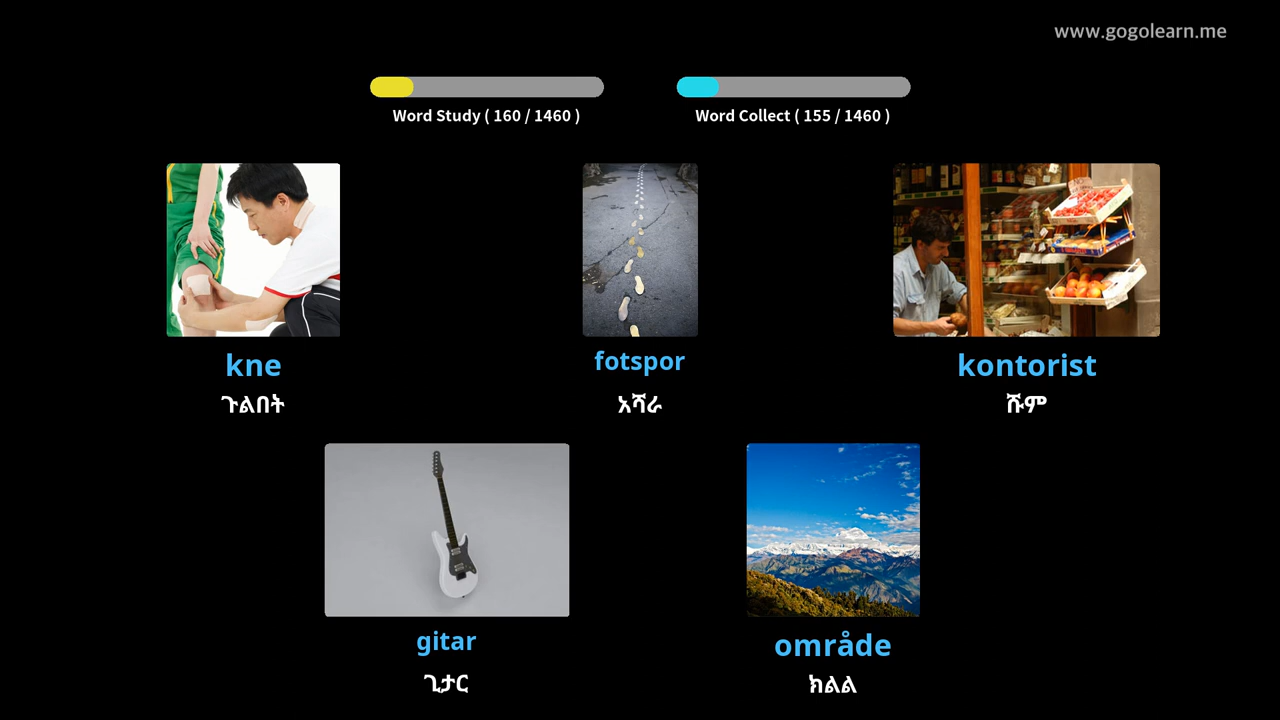 www.gogolearn.me
Word Study ( 160 / 1460 )
Word Collect ( 155 / 1460 )
kne
ጉልበት
fotspor
አሻራ
kontorist
ሹም
gitar
ጊታር
område
ክልል